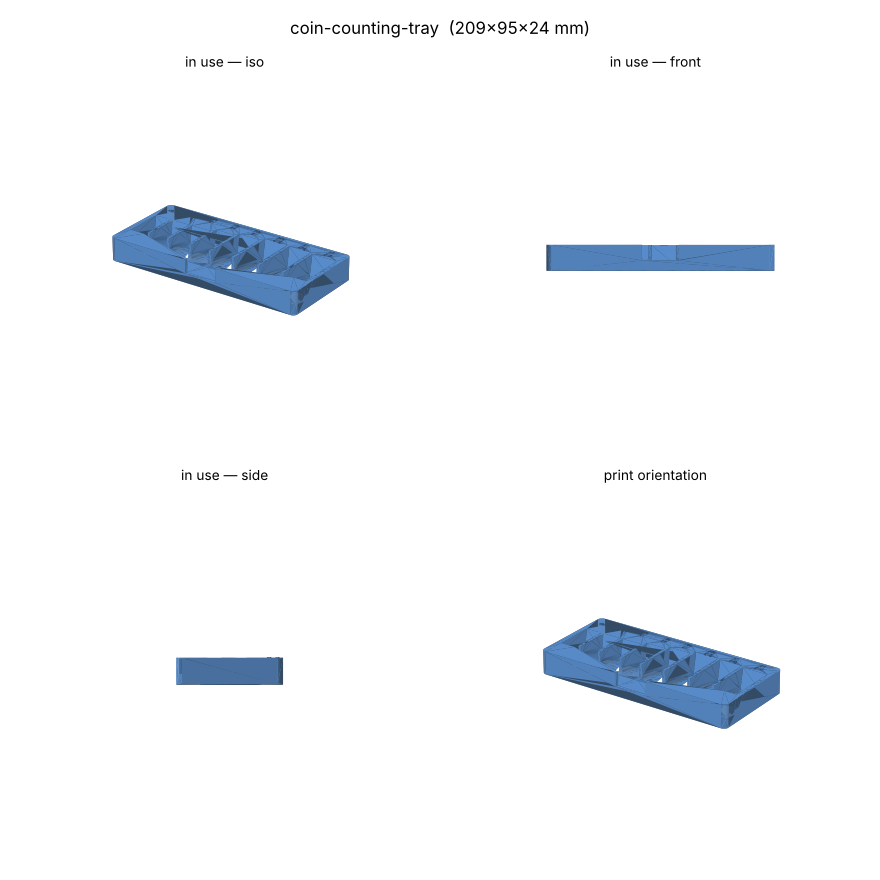 coin-counting-tray (209×95×24 mm)
in use — iso
in use — front
in use — side
print orientation